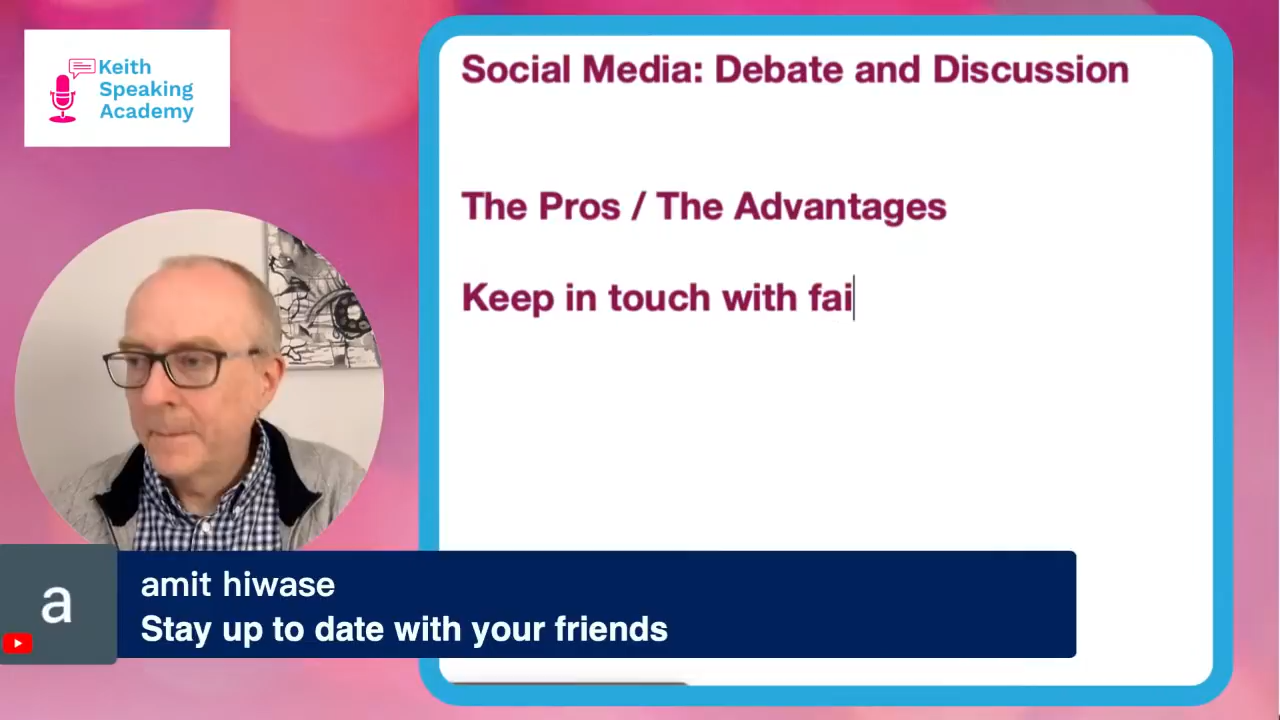 Keith
Speaking
Academy
Social Media: Debate and Discussion
The Pros / The Advantages
Keep in touch with fai
a
amit hiwase
Stay up to date with your friends